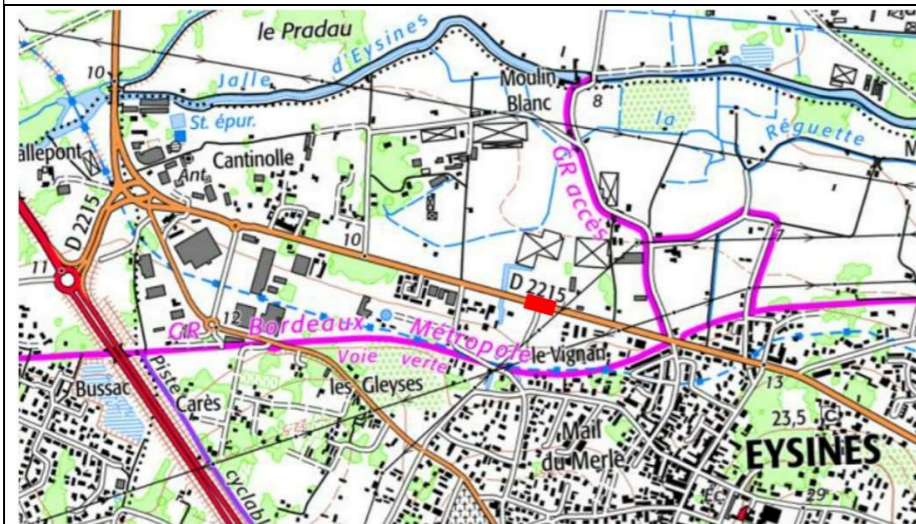 le Pradau
10
Jalle d'Eysines
Moulin
Blanc
8
la Réguette
St. épur.
allepont
Ant.
Cantinolle
GR accès
D 2215
10
11
D 2215
12
GR Bordeaux Métropole
Voie verte
le Vignan
Bussac
Piste cyclabl
Carès
les Gleyses
13
Mail
du Merle
23,5
C
EYSINES
Éc.
29
M